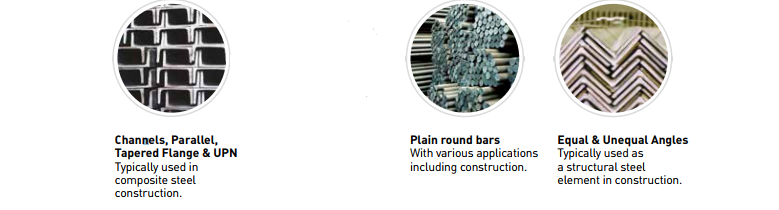 Channels, Parallel,
Tapered Flange & UPN
Typically used in
composite steel
construction.
Plain round bars
With various applications
including construction.
Equal & Unequal Angles
Typically used as
a structural steel
element in construction.